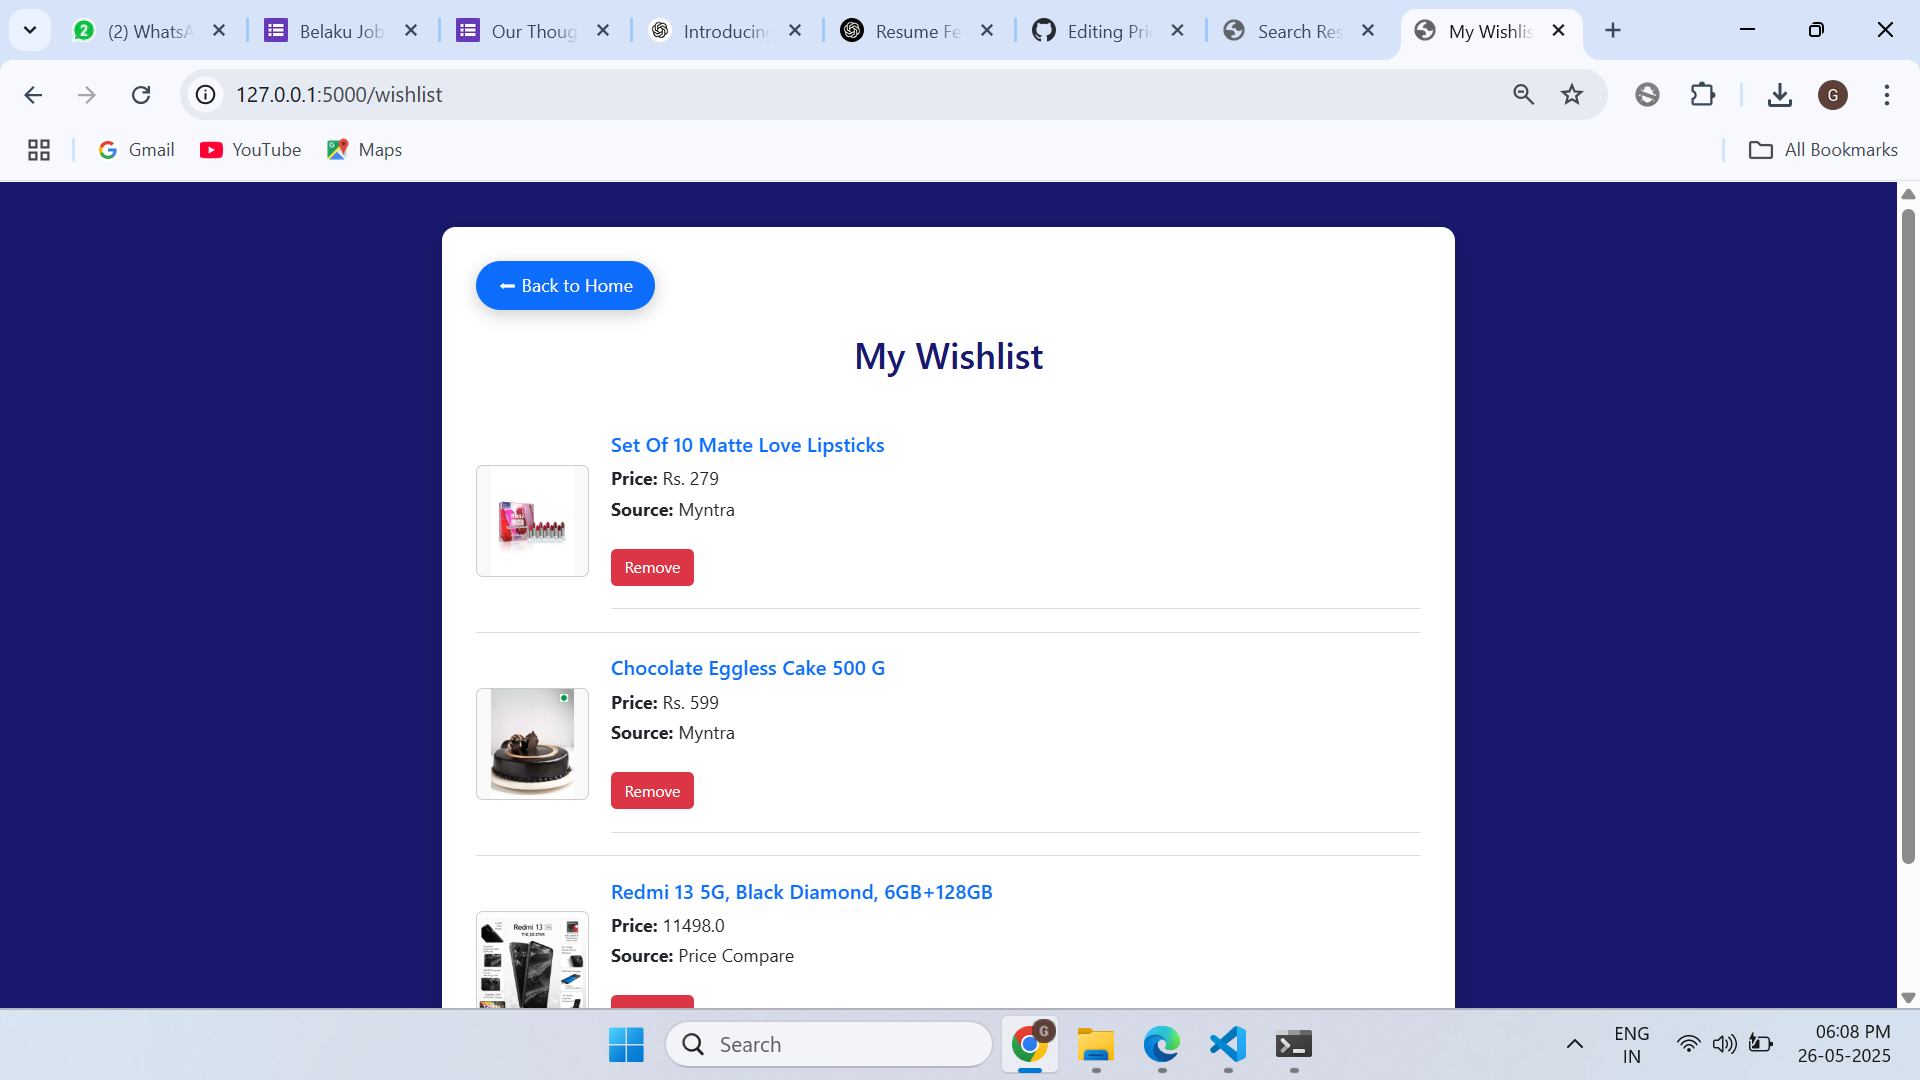 (2) WhatsA
Belaku Job
Our Thoug
Introducing
Resume Fe
Editing Pri
Search Res
My Wishlis
127.0.0.1:5000/wishlist
G
Gmail
YouTube
Maps
All Bookmarks
⬅ Back to Home
My Wishlist
Set Of 10 Matte Love Lipsticks
Price: Rs. 279
Source: Myntra
Remove
Chocolate Eggless Cake 500 G
Price: Rs. 599
Source: Myntra
Remove
Redmi 13 5G, Black Diamond, 6GB+128GB
Price: 11498.0
Source: Price Compare
Redmi 13
Search
G
ENG
IN
06:08 PM
26-05-2025